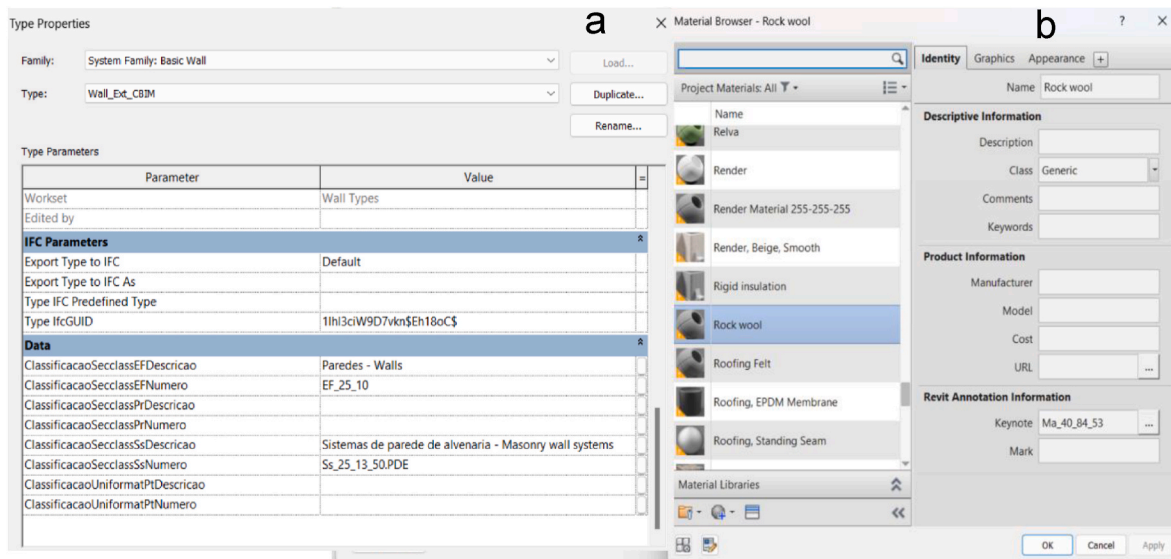 a
Type Properties
Family:
System Family: Basic Wall
Load...
Type:
Wall_Ext_CBIM
Duplicate...
Rename...
Type Parameters
Parameter Value =
Workset Wall Types
Edited by
IFC Parameters
Export Type to IFC Default
Export Type to IFC As
Type IFC Predefined Type
Type IfcGUID 1lhl3ciW9D7vkn$Eh18oC$
Data
ClassificacaoSecclassEFDescricao Paredes - Walls
ClassificacaoSecclassEFNumero EF_25_10
ClassificacaoSecclassPrDescricao
ClassificacaoSecclassPrNumero
ClassificacaoSecclassSsDescricao Sistemas de parede de alvenaria - Masonry wall systems
ClassificacaoSecclassSsNumero Ss_25_13_50.PDE
ClassificacaoUniformatPtDescricao
ClassificacaoUniformatPtNumero
b
Material Browser - Rock wool ?
Project Materials: All
Name
Relva
Render
Render Material 255-255-255
Render, Beige, Smooth
Rigid insulation
Rock wool
Roofing Felt
Roofing, EPDM Membrane
Roofing, Standing Seam
Material Libraries
Identity Graphics Appearance +
Name Rock wool
Descriptive Information
Description
Class Generic
Comments
Keywords
Product Information
Manufacturer
Model
Cost
URL ...
Revit Annotation Information
Keynote Ma_40_84_53 ...
Mark
OK Cancel Apply